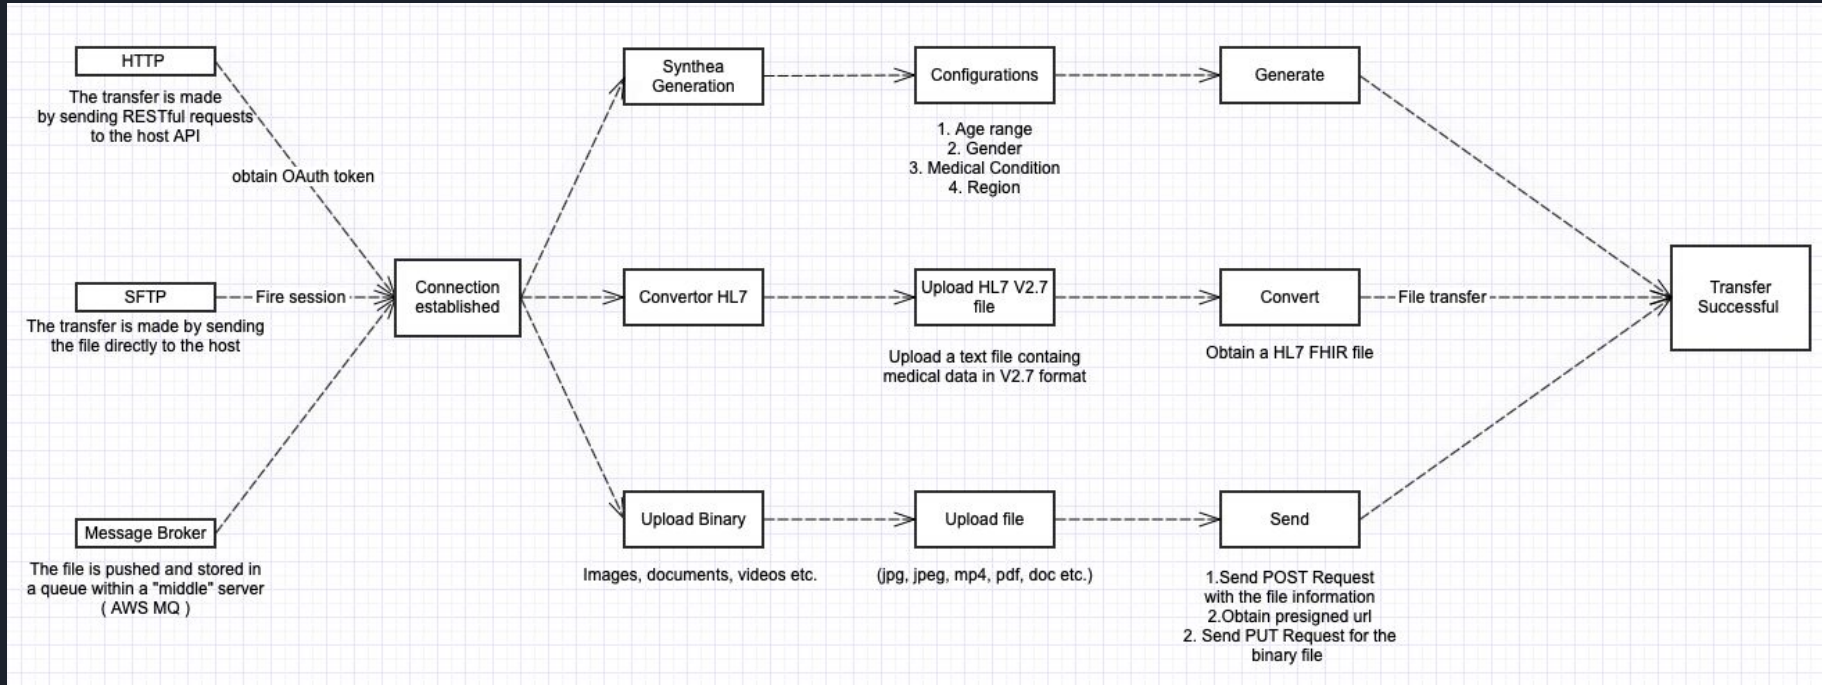 HTTP
The transfer is made
by sending RESTful requests
to the host API
obtain OAuth token
SFTP
Fire session
The transfer is made by sending
the file directly to the host
Message Broker
The file is pushed and stored in
a queue within a "middle" server
( AWS MQ )
Connection
established
Synthea
Generation
Configurations
1. Age range
2. Gender
3. Medical Condition
4. Region
Generate
Convertor HL7
Upload HL7 V2.7
file
Upload a text file containg
medical data in V2.7 format
Convert
Obtain a HL7 FHIR file
File transfer
Upload Binary
Images, documents, videos etc.
Upload file
(jpg, jpeg, mp4, pdf, doc etc.)
Send
1.Send POST Request
with the file information
2.Obtain presigned url
2. Send PUT Request for the
binary file
Transfer
Successful